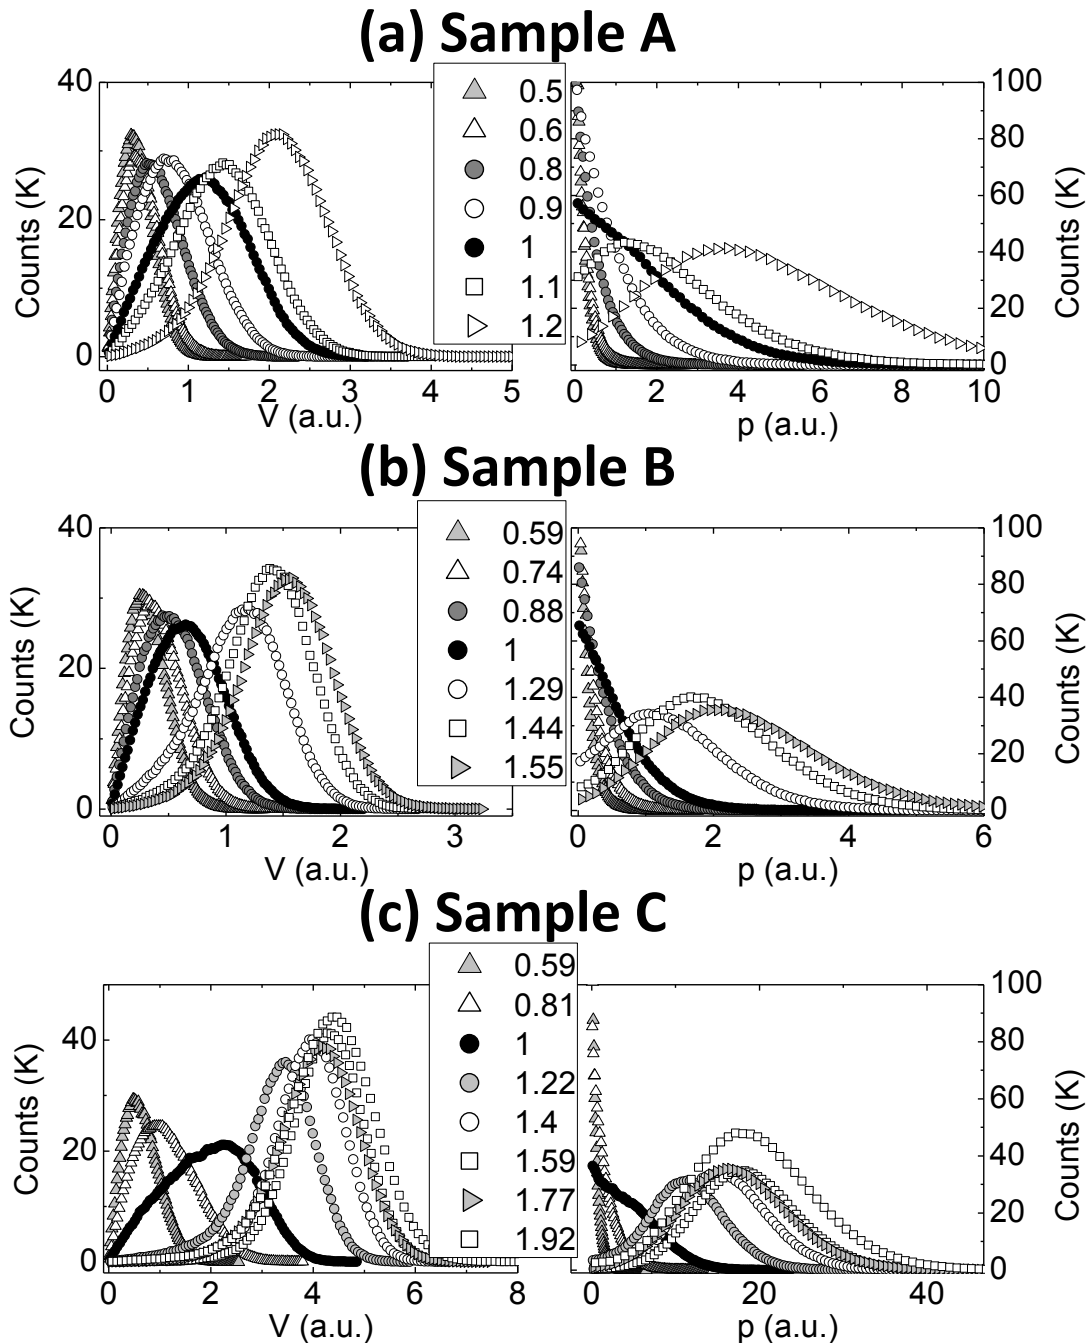 (a) Sample A
40
20
0
Counts (K)
0 1 2 3 4 5
V (a.u.)
0.5
0.6
0.8
0.9
1
1.1
1.2
100
80
60
40
20
0
Counts (K)
0 2 4 6 8 10
p (a.u.)
(b) Sample B
40
20
0
Counts (K)
0 1 2 3
V (a.u.)
0.59
0.74
0.88
1
1.29
1.44
1.55
100
80
60
40
20
0
Counts (K)
0 2 4 6
p (a.u.)
(c) Sample C
40
20
0
Counts (K)
0 2 4 6 8
V (a.u.)
0.59
0.81
1
1.22
1.4
1.59
1.77
1.92
100
80
60
40
20
0
Counts (K)
0 20 40
p (a.u.)